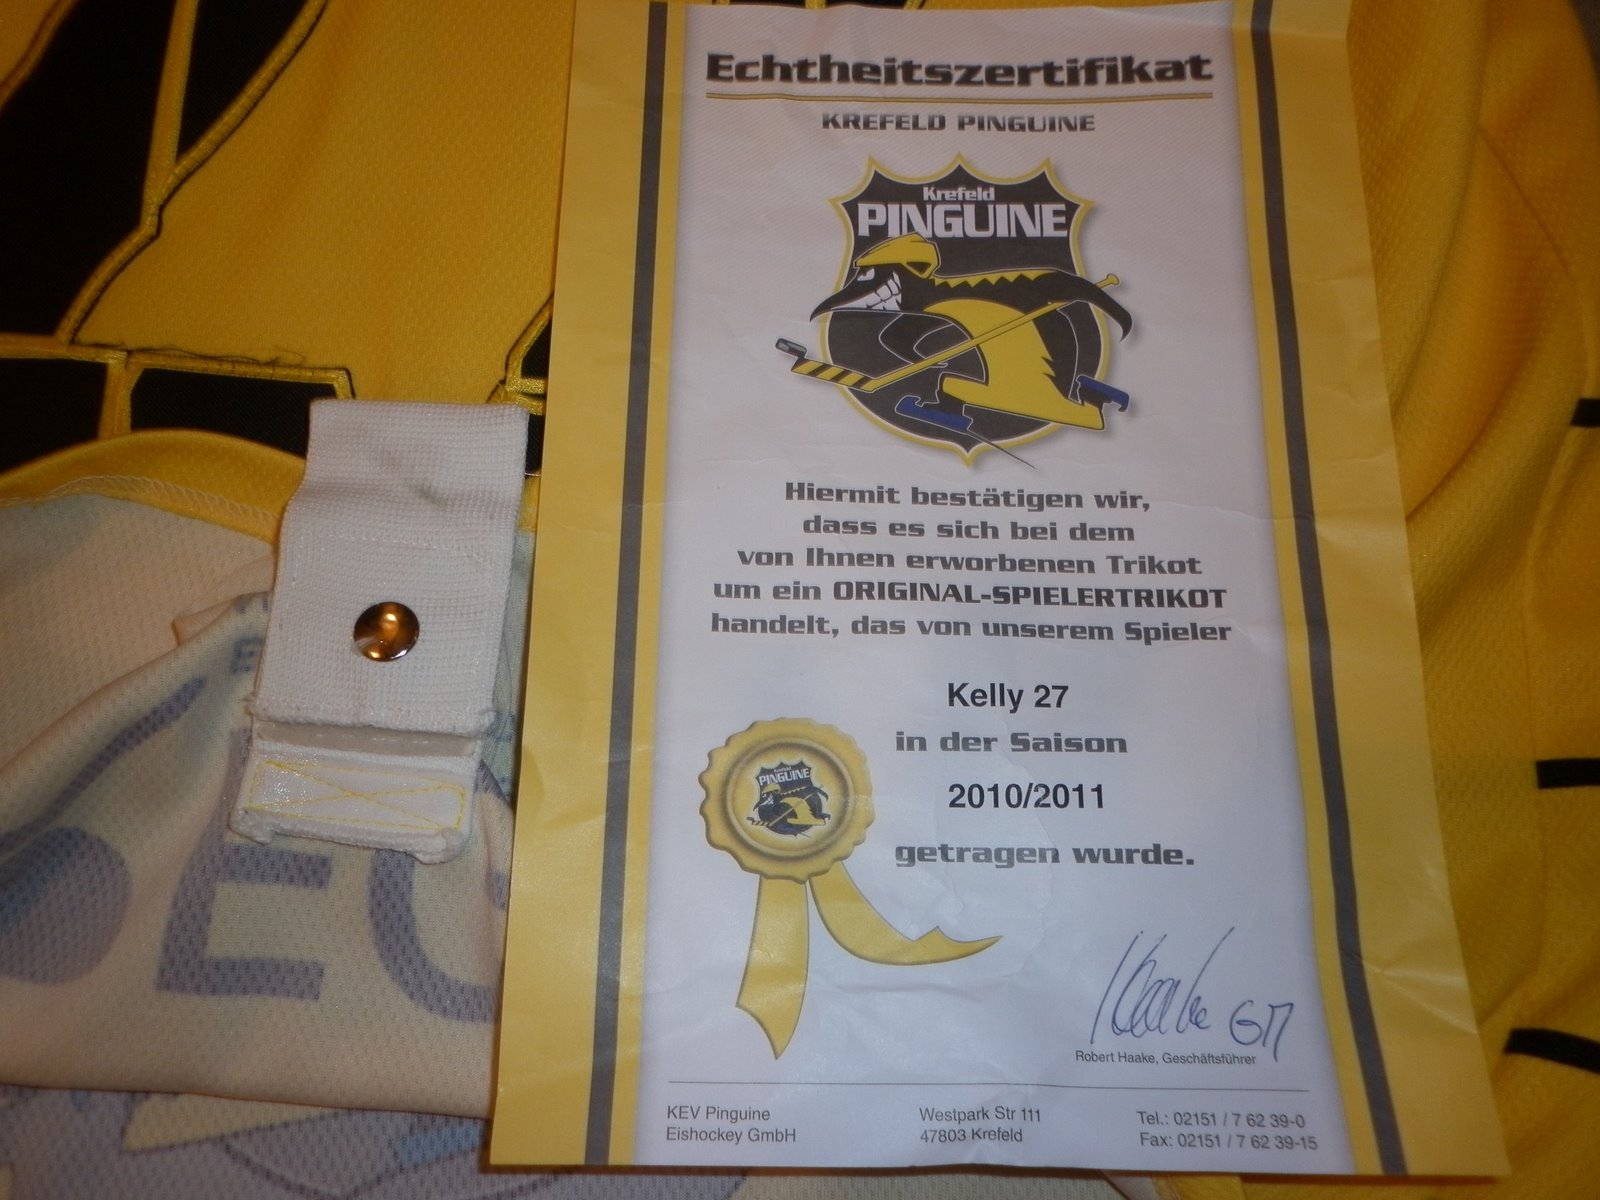 Echtheitszertifikat
KREFELD PINGUINE
Krefeld
PINGUINE
Hiermit bestätigen wir,
dass es sich bei dem
von Ihnen erworbenen Trikot
um ein ORIGINAL-SPIELERTRIKOT
handelt, das von unserem Spieler
Kelly 27
in der Saison
2010/2011
getragen wurde.
Krefeld
PINGUINE
GM
Robert Haake, Geschäftsführer
KEV Pinguine
Eishockey GmbH
Westpark Str 111
47803 Krefeld
Tel.: 02151 / 7 62 39-0
Fax: 02151 / 7 62 39-15